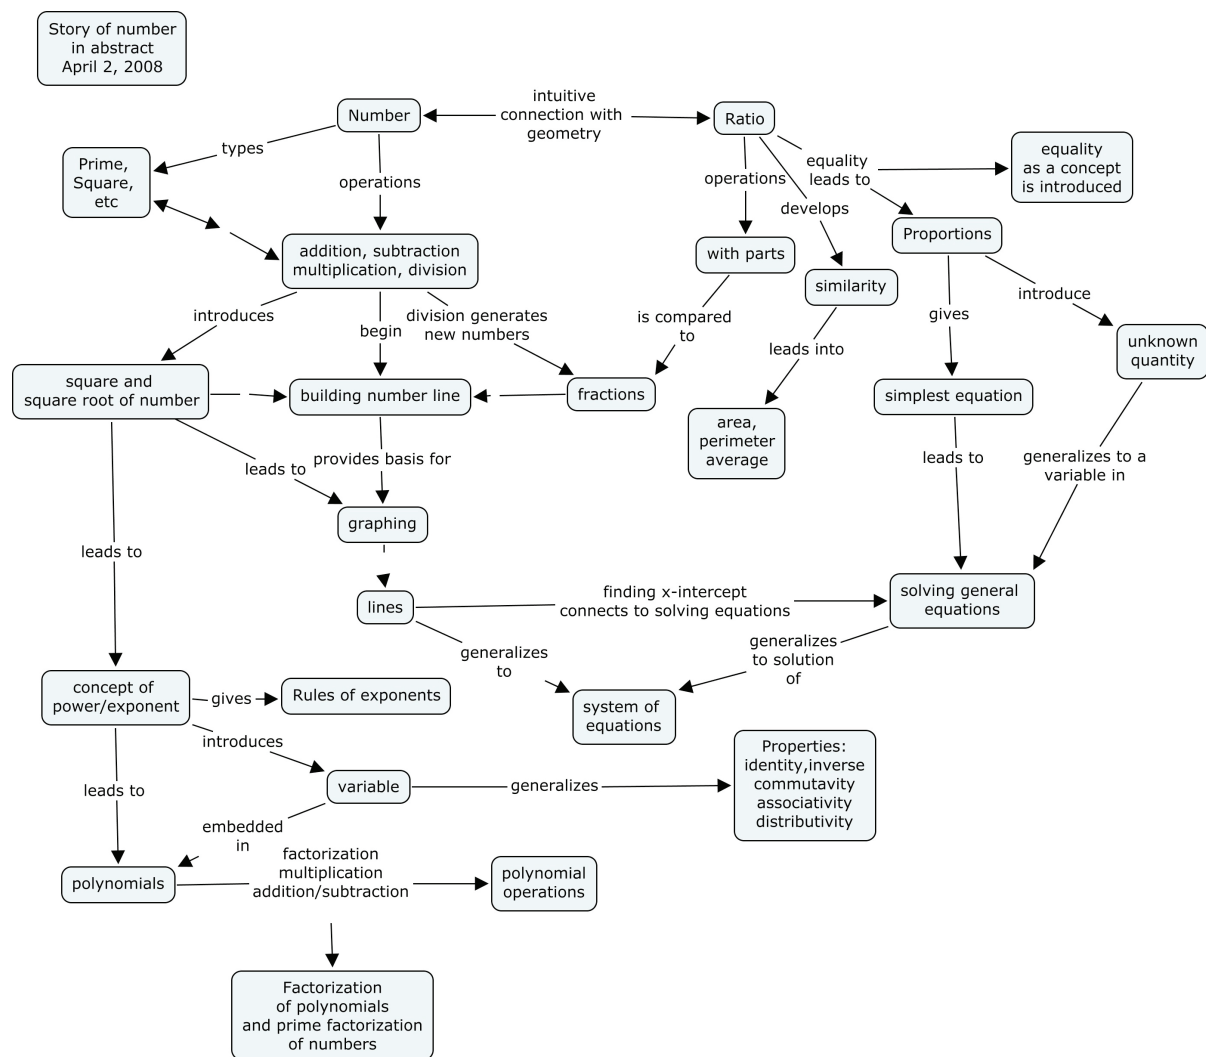 Story of number
in abstract
April 2, 2008
intuitive
connection with
geometry
Number
Ratio
types
equality
leads to
equality
as a concept
is introduced
Prime,
Square,
etc
operations
operations
develops
Proportions
addition, subtraction
multiplication, division
with parts
similarity
introduce
introduces
begin
division generates
new numbers
is compared
to
gives
unknown
quantity
leads into
square and
square root of number
building number line
fractions
simplest equation
area,
perimeter
average
leads to
provides basis for
leads to
generalizes to a
variable in
graphing
leads to
lines
finding x-intercept
connects to solving equations
solving general
equations
generalizes
to
generalizes
to solution
of
concept of
power/exponent
gives
Rules of exponents
system of
equations
introduces
Properties:
identity,inverse
commutavity
associativity
distributivity
leads to
variable
generalizes
embedded
in
factorization
multiplication
addition/subtraction
polynomials
polynomial
operations
Factorization
of polynomials
and prime factorization
of numbers